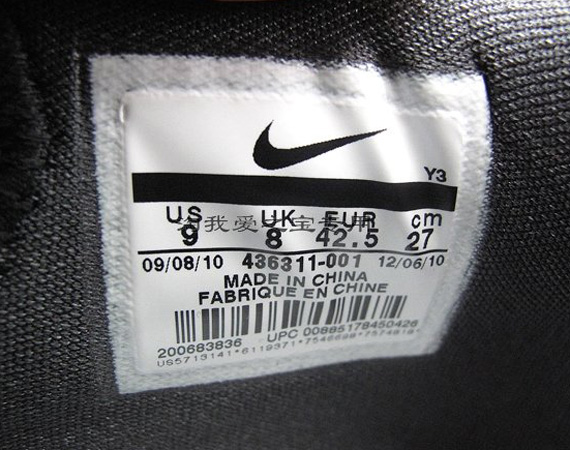 Y3
US UK EUR cm
9 8 42.5 27
09/08/10 436311-001 12/06/10
MADE IN CHINA
FABRIQUE EN CHINE
200683836 UPC 00885178450426